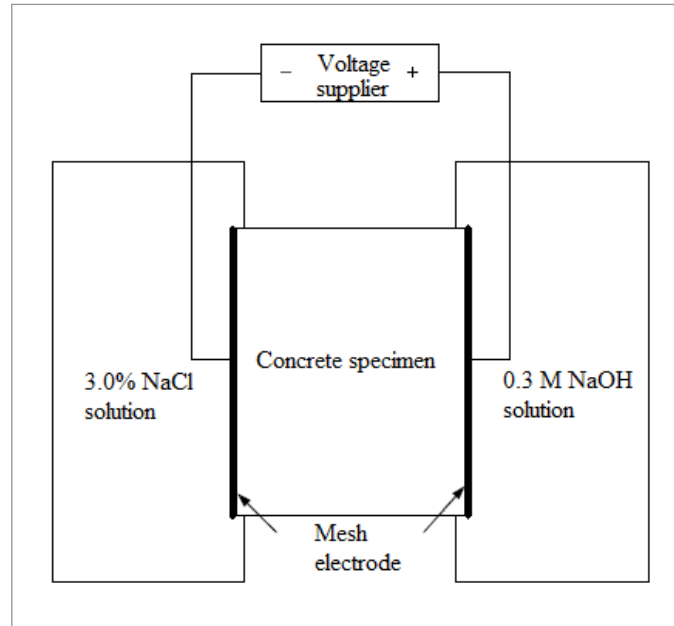 − Voltage +
supplier
Concrete specimen
3.0% NaCl
solution
0.3 M NaOH
solution
Mesh
electrode